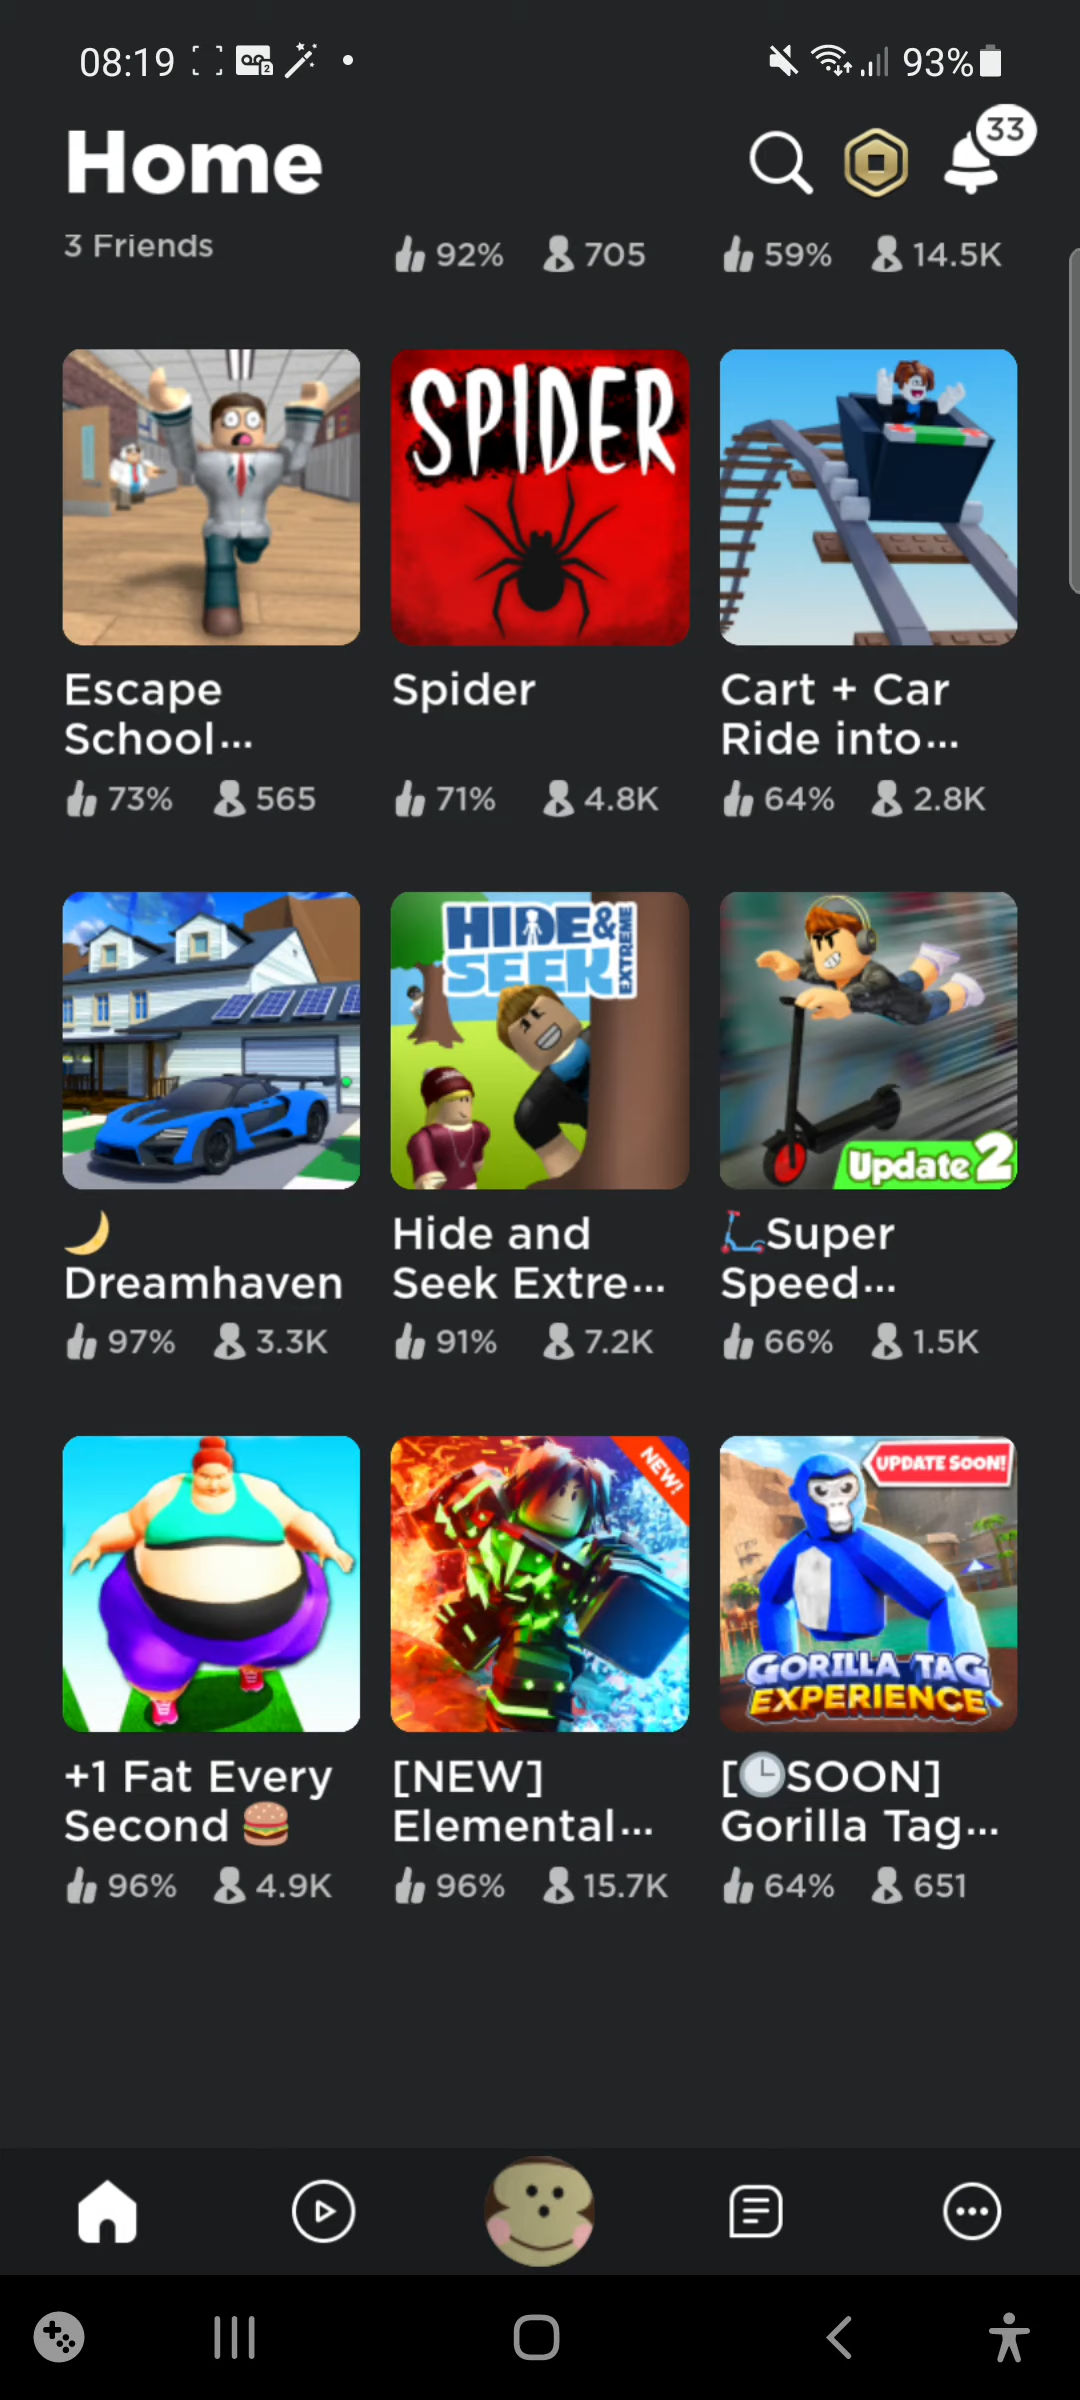 08:19
93%
Home
33
3 Friends
92% 705
59% 14.5K
SPIDER
Escape
School...
73% 565
Spider
71% 4.8K
Cart + Car
Ride into...
64% 2.8K
HIDE&
SEEK
EXTREME
Update 2
🌙
Dreamhaven
97% 3.3K
Hide and
Seek Extre...
91% 7.2K
🛴Super
Speed...
66% 1.5K
NEW!
UPDATE SOON!
GORILLA TAG
EXPERIENCE
+1 Fat Every
Second 🍔
96% 4.9K
[NEW]
Elemental...
96% 15.7K
[🕒SOON]
Gorilla Tag...
64% 651